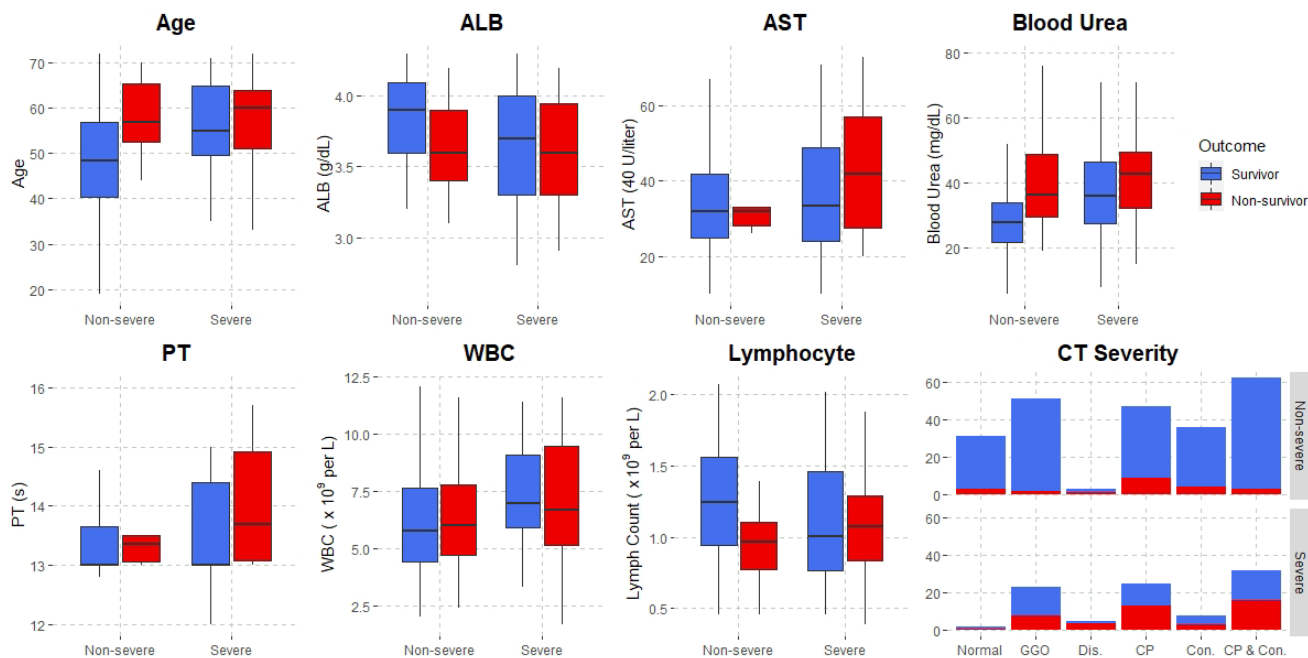 Age
ALB
AST
Blood Urea
Age
70
60
50
40
30
20
Non-severe
Severe
ALB (g/dL)
4.0
3.5
3.0
Non-severe
Severe
AST (40 U/liter)
60
40
20
Non-severe
Severe
Blood Urea (mg/dL)
80
60
40
20
Non-severe
Severe
Outcome
Survivor
Non-survivor
PT
WBC
Lymphocyte
CT Severity
PT (s)
16
15
14
13
12
Non-severe
Severe
WBC ( x 10⁹ per L)
12.5
10.0
7.5
5.0
2.5
Non-severe
Severe
Lymph Count ( x 10⁹ per L)
2.0
1.5
1.0
0.5
Non-severe
Severe
60
40
20
0
Non-severe
60
40
20
0
Severe
Normal
GGO
Dis.
CP
Con.
CP & Con.